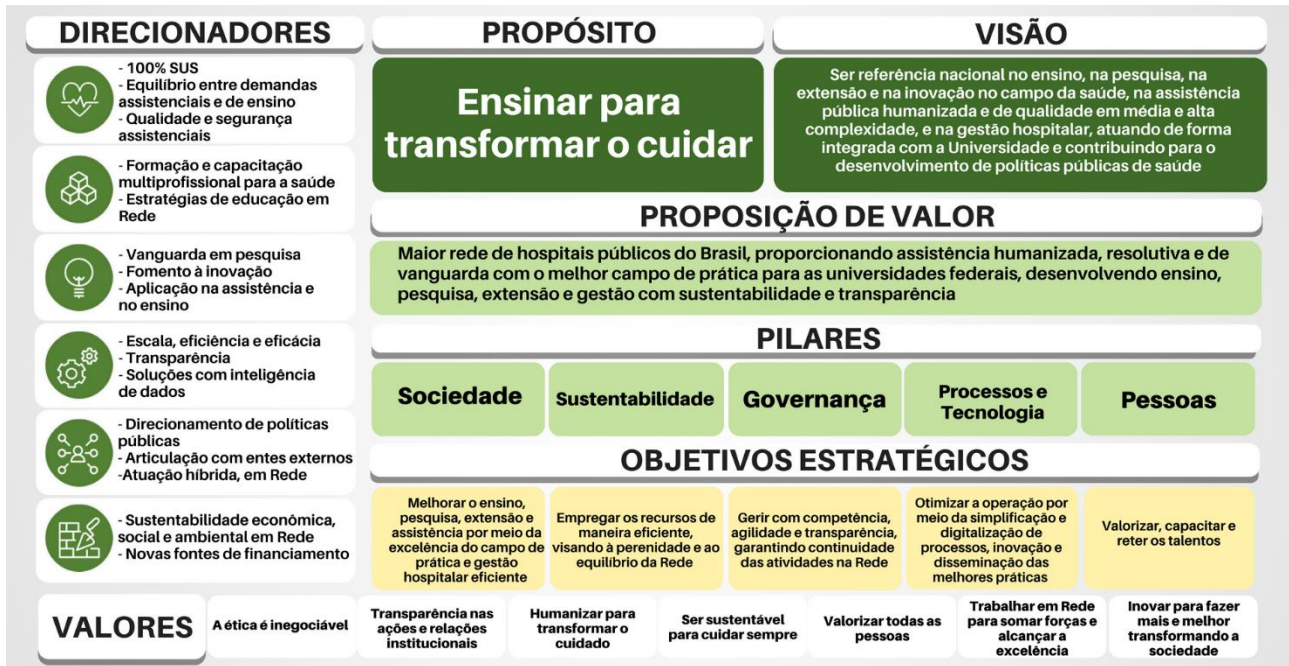 DIRECIONADORES
- 100% SUS
- Equilíbrio entre demandas
assistenciais e de ensino
- Qualidade e segurança
assistenciais
- Formação e capacitação
multiprofissional para a saúde
- Estratégias de educação em
Rede
- Vanguarda em pesquisa
- Fomento à inovação
- Aplicação na assistência e
no ensino
- Escala, eficiência e eficácia
- Transparência
- Soluções com inteligência
de dados
- Direcionamento de políticas
públicas
- Articulação com entes externos
-Atuação híbrida, em Rede
- Sustentabilidade econômica,
social e ambiental em Rede
- Novas fontes de financiamento
PROPÓSITO
Ensinar para
transformar o cuidar
VISÃO
Ser referência nacional no ensino, na pesquisa, na
extensão e na inovação no campo da saúde, na assistência
pública humanizada e de qualidade em média e alta
complexidade, e na gestão hospitalar, atuando de forma
integrada com a Universidade e contribuindo para o
desenvolvimento de políticas públicas de saúde
PROPOSIÇÃO DE VALOR
Maior rede de hospitais públicos do Brasil, proporcionando assistência humanizada, resolutiva e de
vanguarda com o melhor campo de prática para as universidades federais, desenvolvendo ensino,
pesquisa, extensão e gestão com sustentabilidade e transparência
PILARES
Sociedade
Sustentabilidade
Governança
Processos e
Tecnologia
Pessoas
OBJETIVOS ESTRATÉGICOS
Melhorar o ensino,
pesquisa, extensão e
assistência por meio da
excelência do campo de
prática e gestão
hospitalar eficiente
Empregar os recursos de
maneira eficiente,
visando à perenidade e ao
equilíbrio da Rede
Gerir com competência,
agilidade e transparência,
garantindo continuidade
das atividades na Rede
Otimizar a operação por
meio da simplificação e
digitalização de
processos, inovação e
disseminação das
melhores práticas
Valorizar, capacitar e
reter os talentos
VALORES
A ética é inegociável
Transparência nas
ações e relações
institucionais
Humanizar para
transformar o
cuidado
Ser sustentável
para cuidar sempre
Valorizar todas as
pessoas
Trabalhar em Rede
para somar forças e
alcançar a
excelência
Inovar para fazer
mais e melhor
transformando a
sociedade